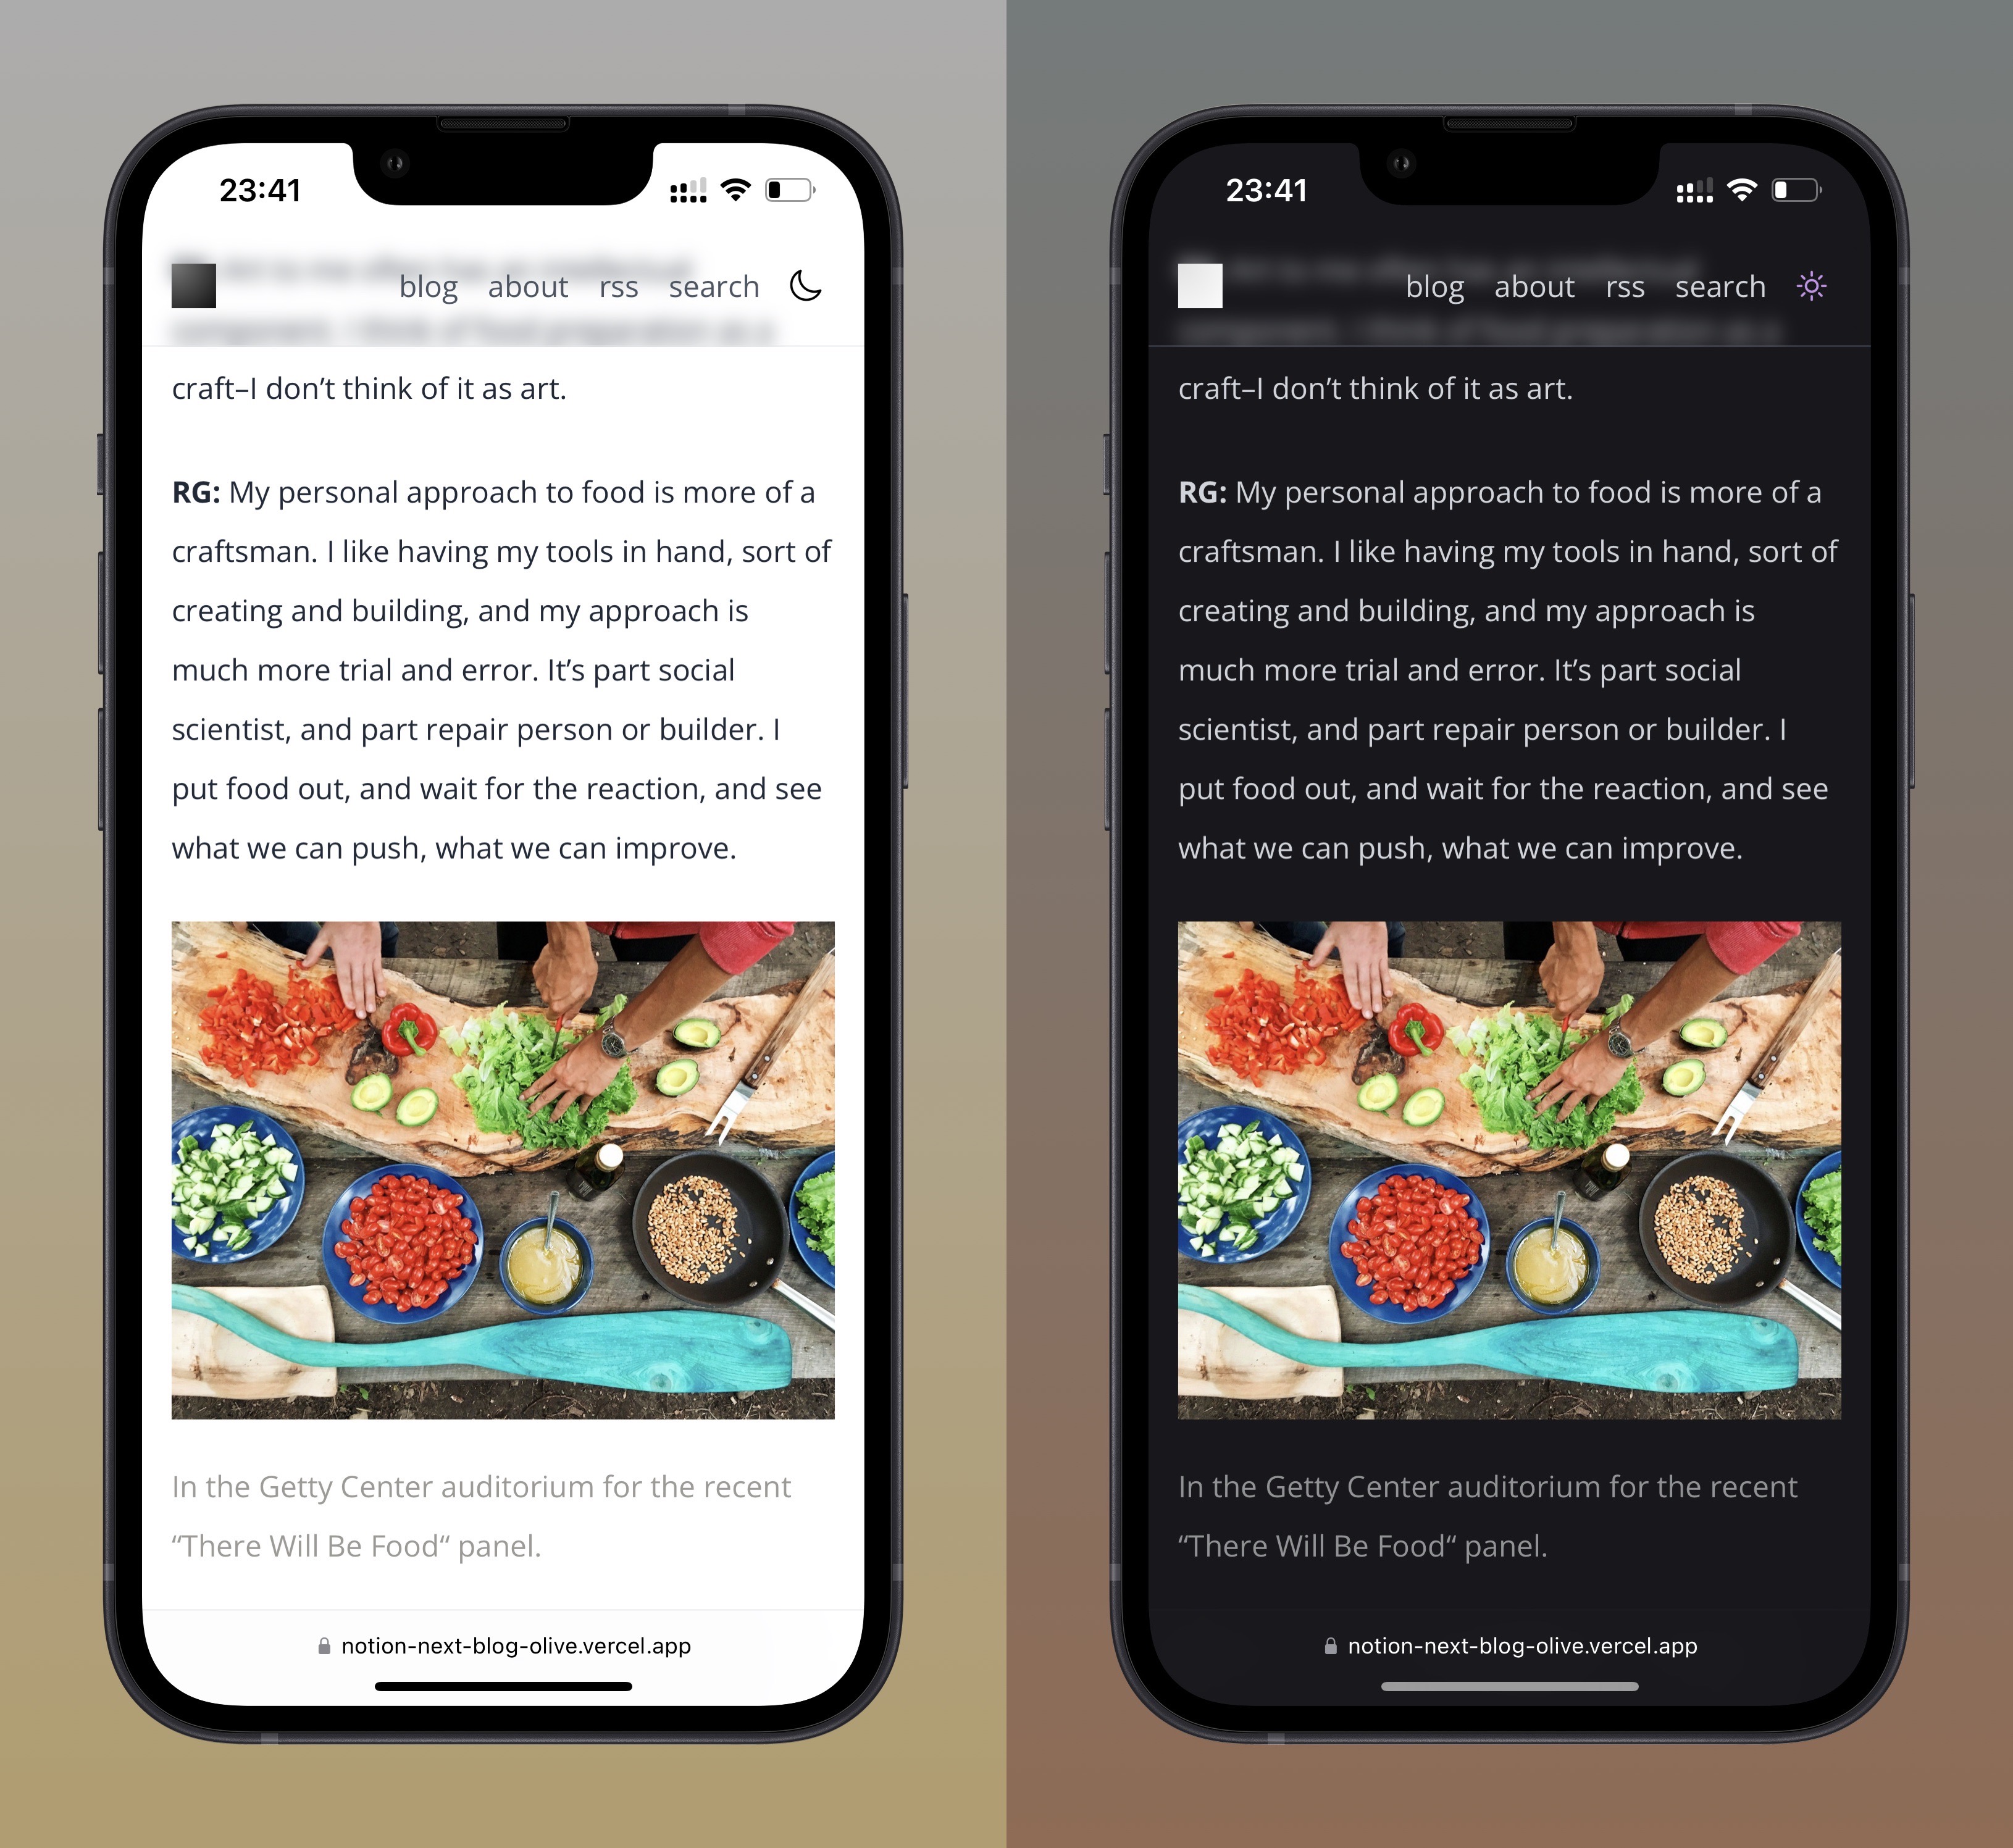 23:41
blog about rss search
craft–I don’t think of it as art.
RG: My personal approach to food is more of a
craftsman. I like having my tools in hand, sort of
creating and building, and my approach is
much more trial and error. It’s part social
scientist, and part repair person or builder. I
put food out, and wait for the reaction, and see
what we can push, what we can improve.
In the Getty Center auditorium for the recent
“There Will Be Food“ panel.
notion-next-blog-olive.vercel.app
23:41
blog about rss search
craft–I don’t think of it as art.
RG: My personal approach to food is more of a
craftsman. I like having my tools in hand, sort of
creating and building, and my approach is
much more trial and error. It’s part social
scientist, and part repair person or builder. I
put food out, and wait for the reaction, and see
what we can push, what we can improve.
In the Getty Center auditorium for the recent
“There Will Be Food“ panel.
notion-next-blog-olive.vercel.app